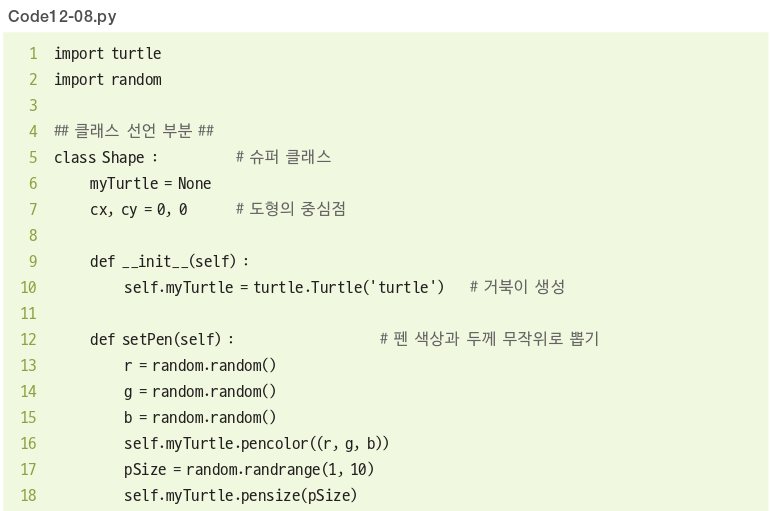 Code12-08.py
1 import turtle
2 import random
3
4 ## 클래스 선언 부분 ##
5 class Shape : # 슈퍼 클래스
6 myTurtle = None
7 cx, cy = 0, 0 # 도형의 중심점
8
9 def __init__(self) :
10 self.myTurtle = turtle.Turtle('turtle') # 거북이 생성
11
12 def setPen(self) : # 펜 색상과 두께 무작위로 뽑기
13 r = random.random()
14 g = random.random()
15 b = random.random()
16 self.myTurtle.pencolor((r, g, b))
17 pSize = random.randrange(1, 10)
18 self.myTurtle.pensize(pSize)